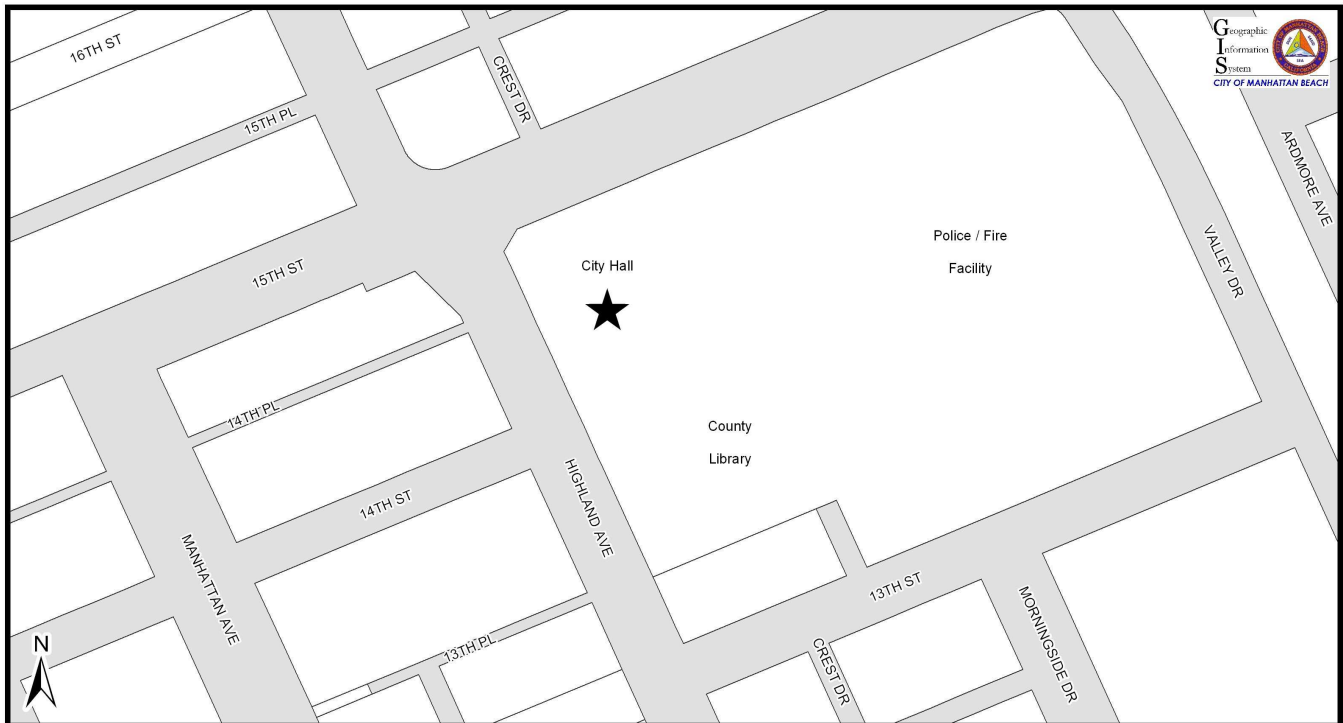 16TH ST
CREST DR
Geographic
Information
System
CITY OF MANHATTAN BEACH
15TH PL
ARDMORE AVE
Police / Fire
Facility
VALLEY DR
City Hall
15TH ST
14TH PL
County
Library
14TH ST
HIGHLAND AVE
MANHATTAN AVE
13TH ST
MORNINGSIDE DR
13TH PL
CREST DR
N